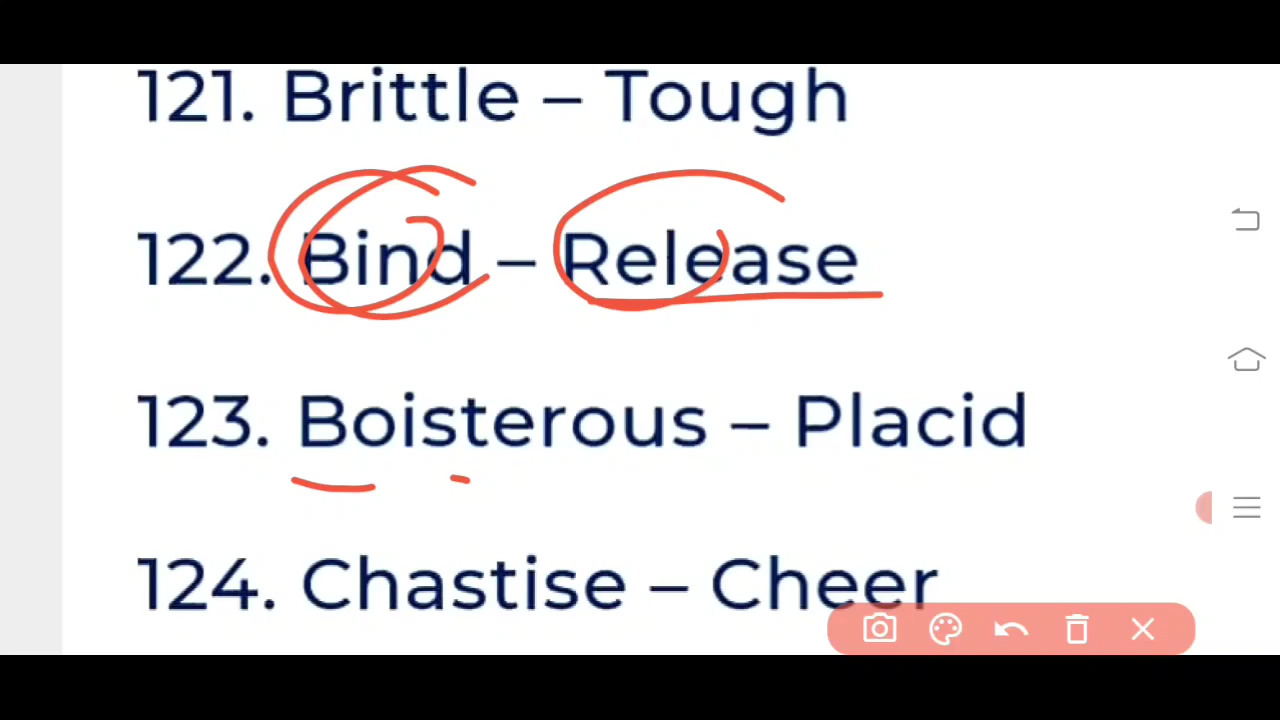 121. Brittle – Tough
122. Bind – Release
123. Boisterous – Placid
124. Chastise – Cheer